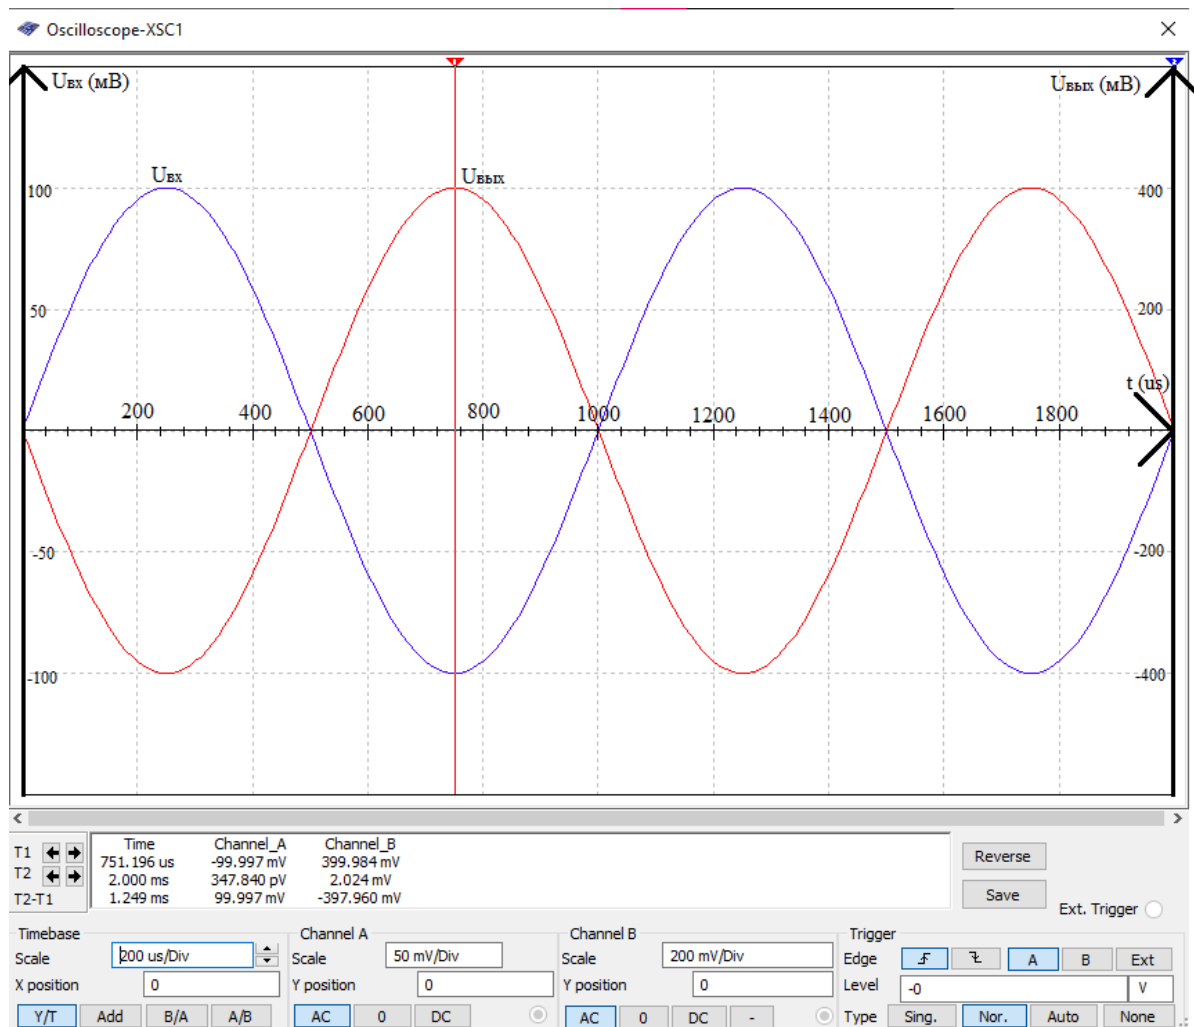 Oscilloscope-XSC1
Uвх (мВ)
Uвых (мВ)
Uвх
Uвых
100
400
50
200
t (us)
200 400 600 800 1000 1200 1400 1600 1800
-50
-200
-100
-400
Time Channel_A Channel_B
T1 751.196 us -99.997 mV 399.984 mV
T2 2.000 ms 347.840 pV 2.024 mV
T2-T1 1.249 ms 99.997 mV -397.960 mV
Reverse
Save
Ext. Trigger
Timebase Channel A Channel B Trigger
Scale 200 us/Div Scale 50 mV/Div Scale 200 mV/Div Edge A B Ext
X position 0 Y position 0 Y position 0 Level -0 V
Y/T Add B/A A/B AC 0 DC AC 0 DC - Type Sing. Nor. Auto None